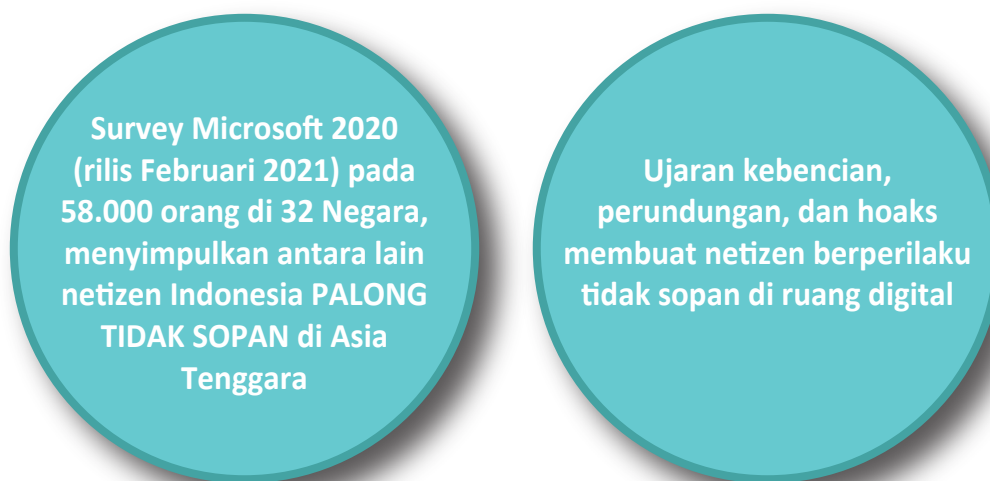 Survey Microsoft 2020
(rilis Februari 2021) pada
58.000 orang di 32 Negara,
menyimpulkan antara lain
netizen Indonesia PALONG
TIDAK SOPAN di Asia
Tenggara
Ujaran kebencian,
perundungan, dan hoaks
membuat netizen berperilaku
tidak sopan di ruang digital